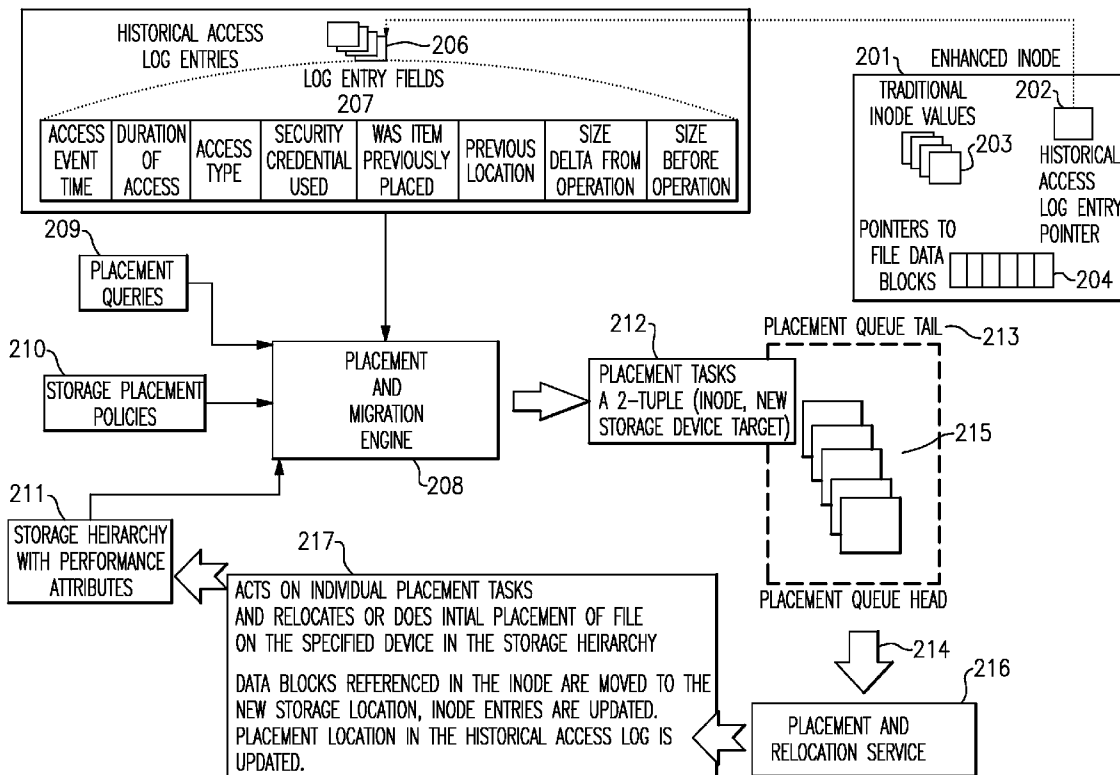 HISTORICAL ACCESS
LOG ENTRIES
206
LOG ENTRY FIELDS
207
ACCESS
EVENT
TIME
DURATION
OF
ACCESS
ACCESS
TYPE
SECURITY
CREDENTIAL
USED
WAS ITEM
PREVIOUSLY
PLACED
PREVIOUS
LOCATION
SIZE
DELTA FROM
OPERATION
SIZE
BEFORE
OPERATION
201
ENHANCED INODE
TRADITIONAL
INODE VALUES
203
202
HISTORICAL
ACCESS
LOG ENTRY
POINTER
POINTERS TO
FILE DATA
BLOCKS
204
209
PLACEMENT
QUERIES
210
STORAGE PLACEMENT
POLICIES
PLACEMENT
AND
MIGRATION
ENGINE
208
211
STORAGE HEIRARCHY
WITH PERFORMANCE
ATTRIBUTES
212
PLACEMENT TASKS
A 2-TUPLE (INODE, NEW
STORAGE DEVICE TARGET)
PLACEMENT QUEUE TAIL
213
215
PLACEMENT QUEUE HEAD
214
216
PLACEMENT AND
RELOCATION SERVICE
217
ACTS ON INDIVIDUAL PLACEMENT TASKS
AND RELOCATES OR DOES INTIAL PLACEMENT OF FILE
ON THE SPECIFIED DEVICE IN THE STORAGE HEIRARCHY
DATA BLOCKS REFERENCED IN THE INODE ARE MOVED TO THE
NEW STORAGE LOCATION, INODE ENTRIES ARE UPDATED.
PLACEMENT LOCATION IN THE HISTORICAL ACCESS LOG IS
UPDATED.